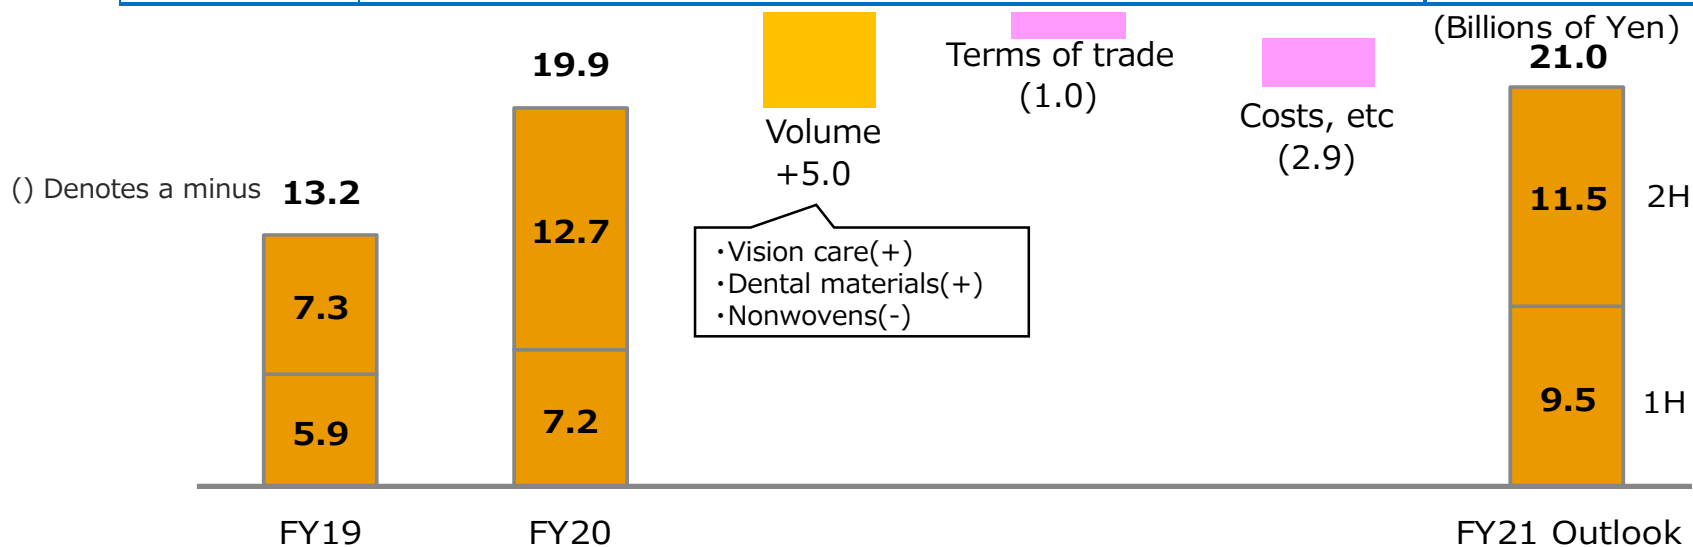 (Billions of Yen)
21.0
19.9
Terms of trade
(1.0)
Costs, etc
(2.9)
Volume
+5.0
() Denotes a minus
13.2
12.7
11.5
2H
・Vision care(+)
・Dental materials(+)
・Nonwovens(-)
7.3
5.9
7.2
9.5
1H
FY19
FY20
FY21 Outlook